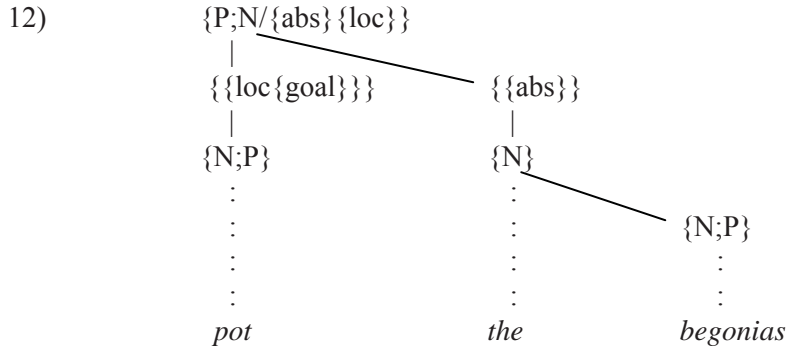 12) {P;N/{abs}{loc}}
{{loc{goal}}} {{abs}}
{N;P} {N}
{N;P}
pot the begonias